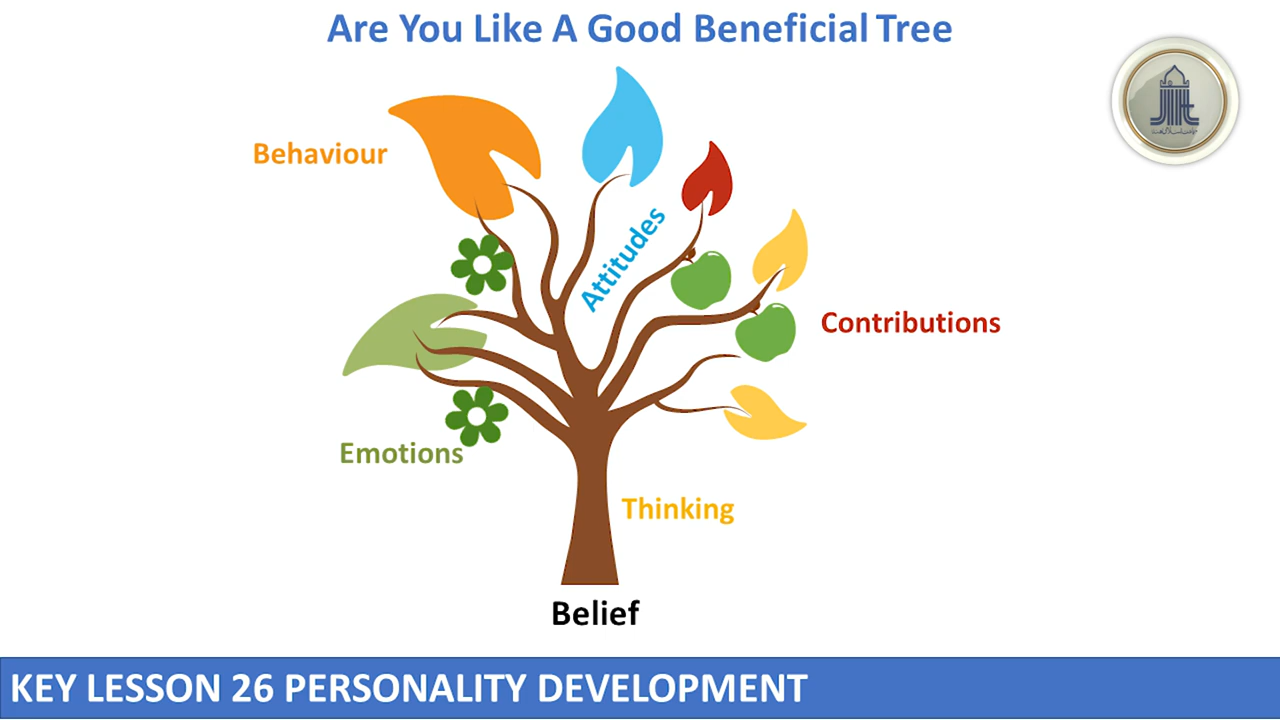 Are You Like A Good Beneficial Tree
Behaviour
Attitudes
Contributions
Emotions
Thinking
Belief
KEY LESSON 26 PERSONALITY DEVELOPMENT